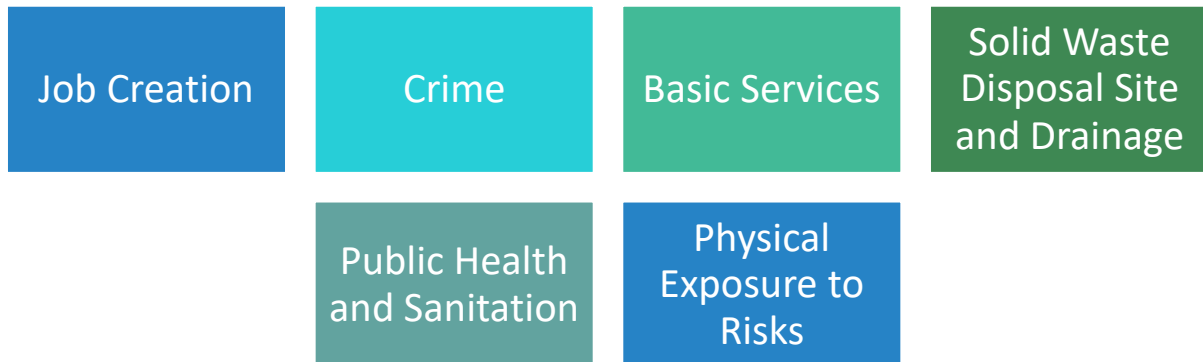 Job Creation
Crime
Basic Services
Solid Waste
Disposal Site
and Drainage
Public Health
and Sanitation
Physical
Exposure to
Risks